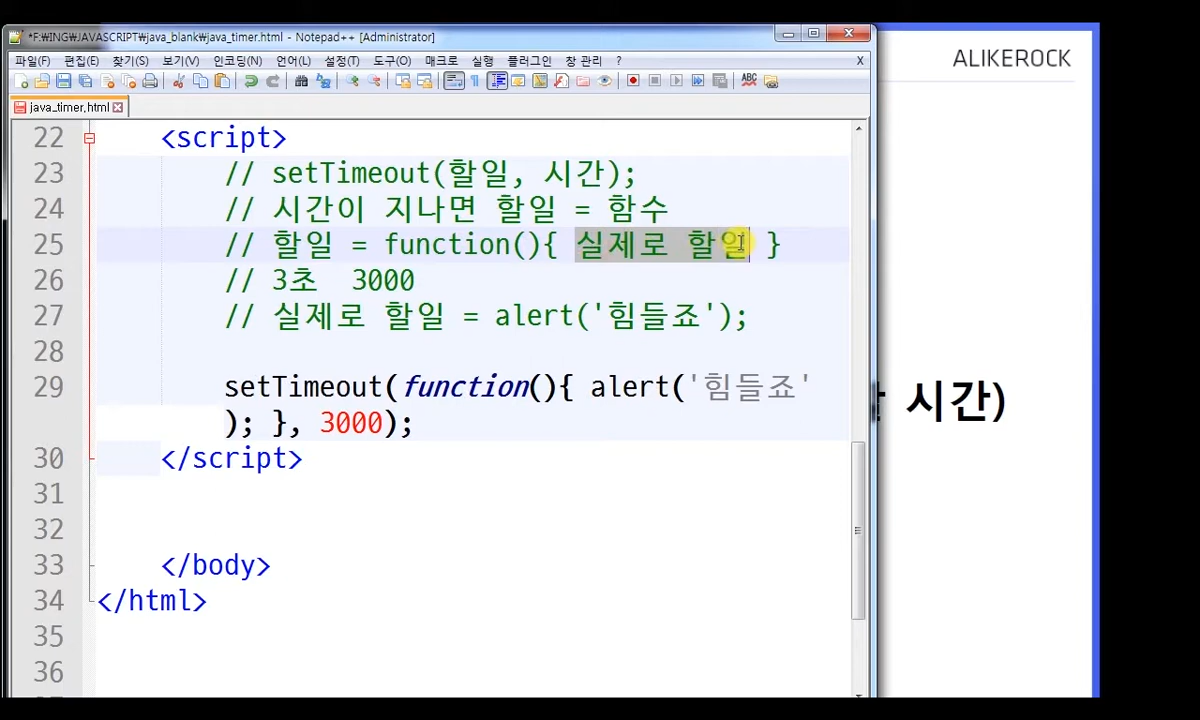 *F:₩ING₩JAVASCRIPT₩java_blank₩java_timer.html - Notepad++ [Administrator]
파일(F) 편집(E) 찾기(S) 보기(V) 인코딩(N) 언어(L) 설정(T) 도구(O) 매크로 실행 플러그인 창 관리 ? X
java_timer.html
22 <script>
23 // setTimeout(할일, 시간);
24 // 시간이 지나면 할일 = 함수
25 // 할일 = function(){ 실제로 할일 }
26 // 3초 3000
27 // 실제로 할일 = alert('힘들죠');
28
29 setTimeout(function(){ alert('힘들죠'
); }, 3000);
30 </script>
31
32
33 </body>
34 </html>
35
36
ALIKEROCK
시간)